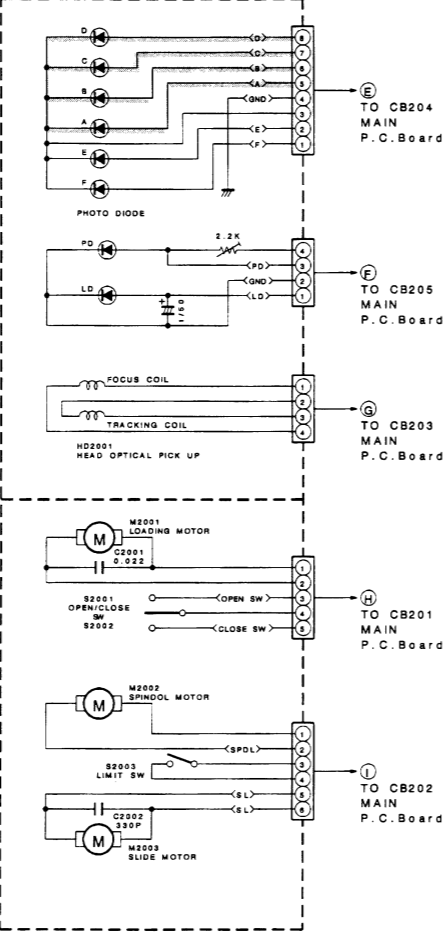 D <D> 8
C <C> 7
B <B> 6
A <A> 5
<GND> 4
3
E <E> 2
F <F> 1
PHOTO DIODE
E
TO CB204
MAIN
P.C.Board
PD 2.2K 4
<PD> 3
<GND> 2
LD <LD> 1
+
1/50
F
TO CB205
MAIN
P.C.Board
FOCUS COIL 1
2
3
TRACKING COIL 4
HD2001
HEAD OPTICAL PICK UP
G
TO CB203
MAIN
P.C.Board
M2001
LOADING MOTOR
M
C2001
0.022
1
2
S2001
OPEN/CLOSE
SW
S2002
<OPEN SW> 3
4
<CLOSE SW> 5
H
TO CB201
MAIN
P.C.Board
M2002
SPINDOL MOTOR
M
1
<SPDL> 2
S2003
LIMIT SW
3
4
<SL> 5
<SL> 6
C2002
330P
M
M2003
SLIDE MOTOR
I
TO CB202
MAIN
P.C.Board